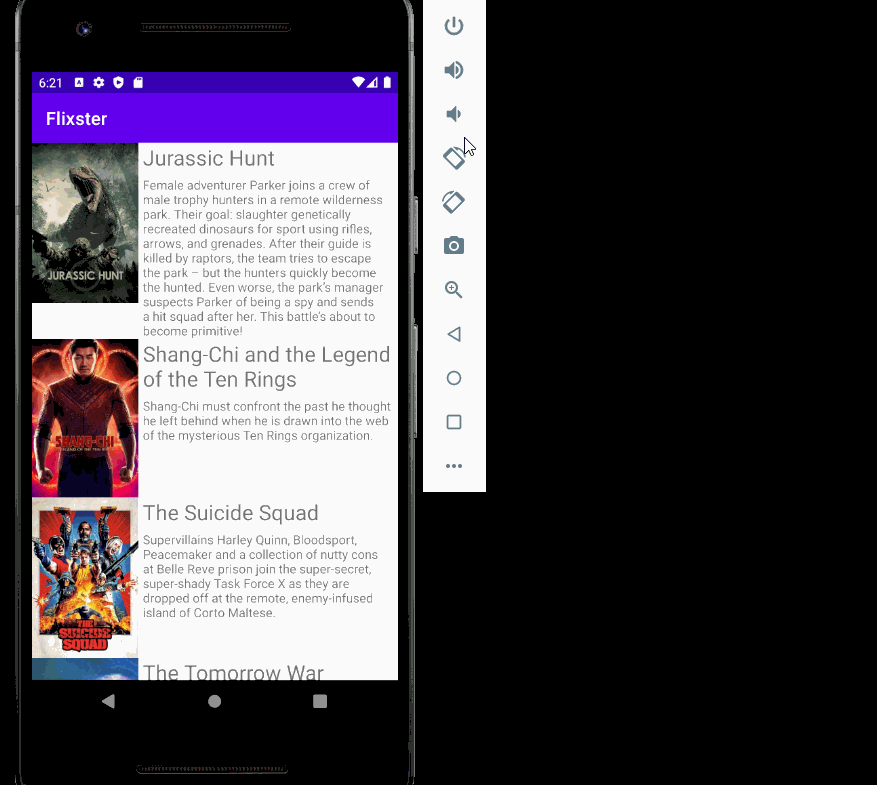 6:21
Flixster
JURASSIC HUNT
Jurassic Hunt
Female adventurer Parker joins a crew of
male trophy hunters in a remote wilderness
park. Their goal: slaughter genetically
recreated dinosaurs for sport using rifles,
arrows, and grenades. After their guide is
killed by raptors, the team tries to escape
the park – but the hunters quickly become
the hunted. Even worse, the park’s manager
suspects Parker of being a spy and sends
a hit squad after her. This battle’s about to
become primitive!
SHANG-CHI
Shang-Chi and the Legend
of the Ten Rings
Shang-Chi must confront the past he thought
he left behind when he is drawn into the web
of the mysterious Ten Rings organization.
THE
SUICIDE
SQUAD
The Suicide Squad
Supervillains Harley Quinn, Bloodsport,
Peacemaker and a collection of nutty cons
at Belle Reve prison join the super-secret,
super-shady Task Force X as they are
dropped off at the remote, enemy-infused
island of Corto Maltese.
The Tomorrow War